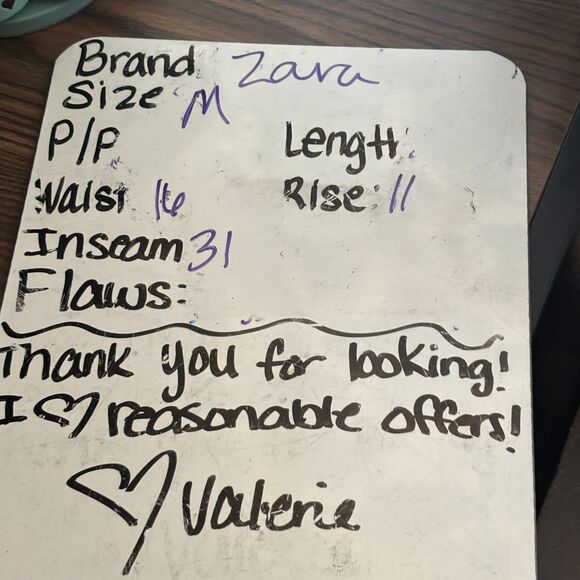 Brand Zara
Size M
P/P Length:
Waist 16 Rise: 11
Inseam 31
Flaws:
Thank you for looking!
I ♡ reasonable offers!
♡ Valerie